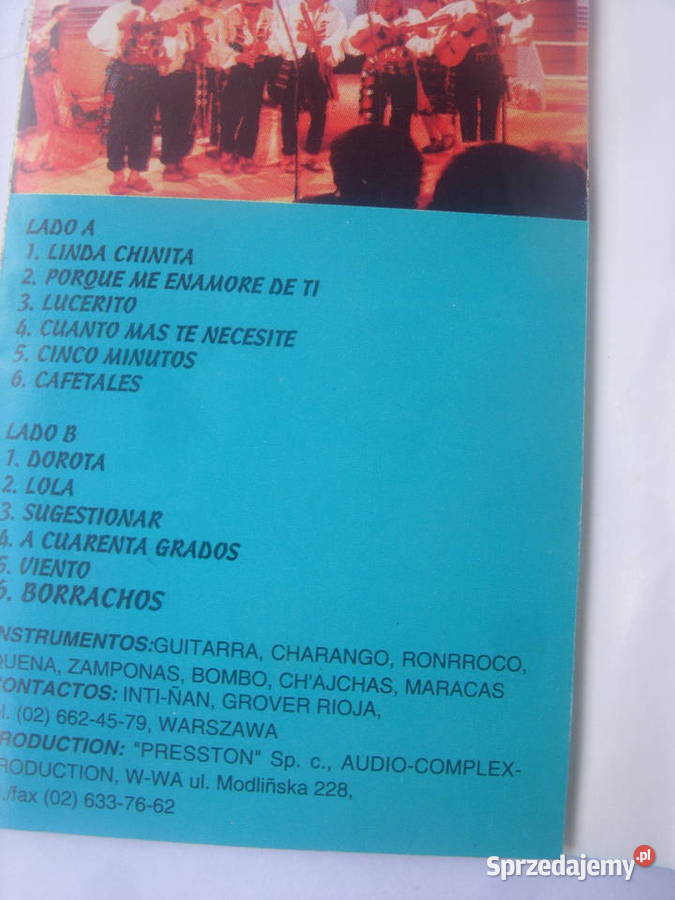 LADO A
1. LINDA CHINITA
2. PORQUE ME ENAMORE DE TI
3. LUCERITO
4. CUANTO MAS TE NECESITE
5. CINCO MINUTOS
6. CAFETALES
LADO B
1. DOROTA
2. LOLA
3. SUGESTIONAR
4. A CUARENTA GRADOS
5. VIENTO
6. BORRACHOS
INSTRUMENTOS:GUITARRA, CHARANGO, RONRROCO,
QUENA, ZAMPONAS, BOMBO, CH'AJCHAS, MARACAS
CONTACTOS: INTI-ÑAN, GROVER RIOJA,
el. (02) 662-45-79, WARSZAWA
PRODUCTION: "PRESSTON" Sp. c., AUDIO-COMPLEX-
PRODUCTION, W-WA ul. Modlińska 228,
./fax (02) 633-76-62
Sprzedajemy.pl